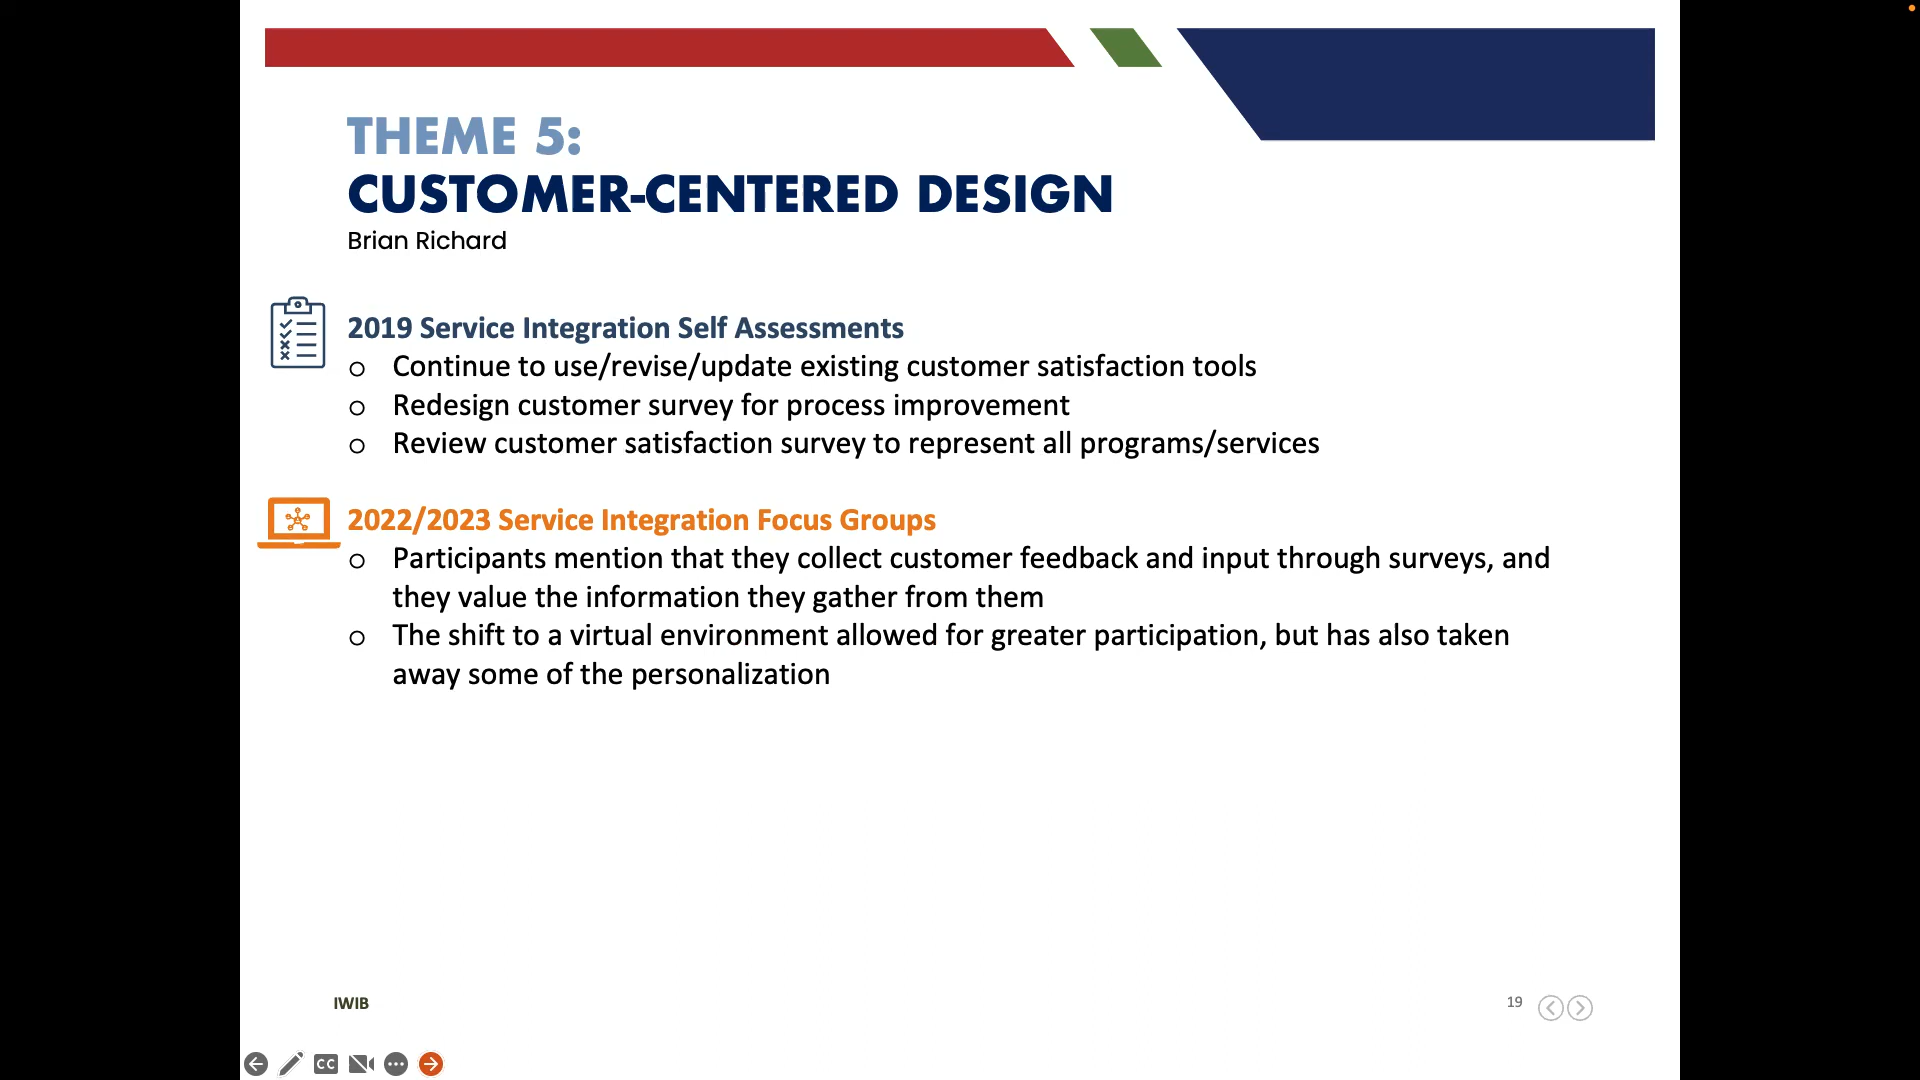 THEME 5:
CUSTOMER-CENTERED DESIGN
Brian Richard
2019 Service Integration Self Assessments
o Continue to use/revise/update existing customer satisfaction tools
o Redesign customer survey for process improvement
o Review customer satisfaction survey to represent all programs/services
2022/2023 Service Integration Focus Groups
o Participants mention that they collect customer feedback and input through surveys, and
they value the information they gather from them
o The shift to a virtual environment allowed for greater participation, but has also taken
away some of the personalization
IWIB
19
CC